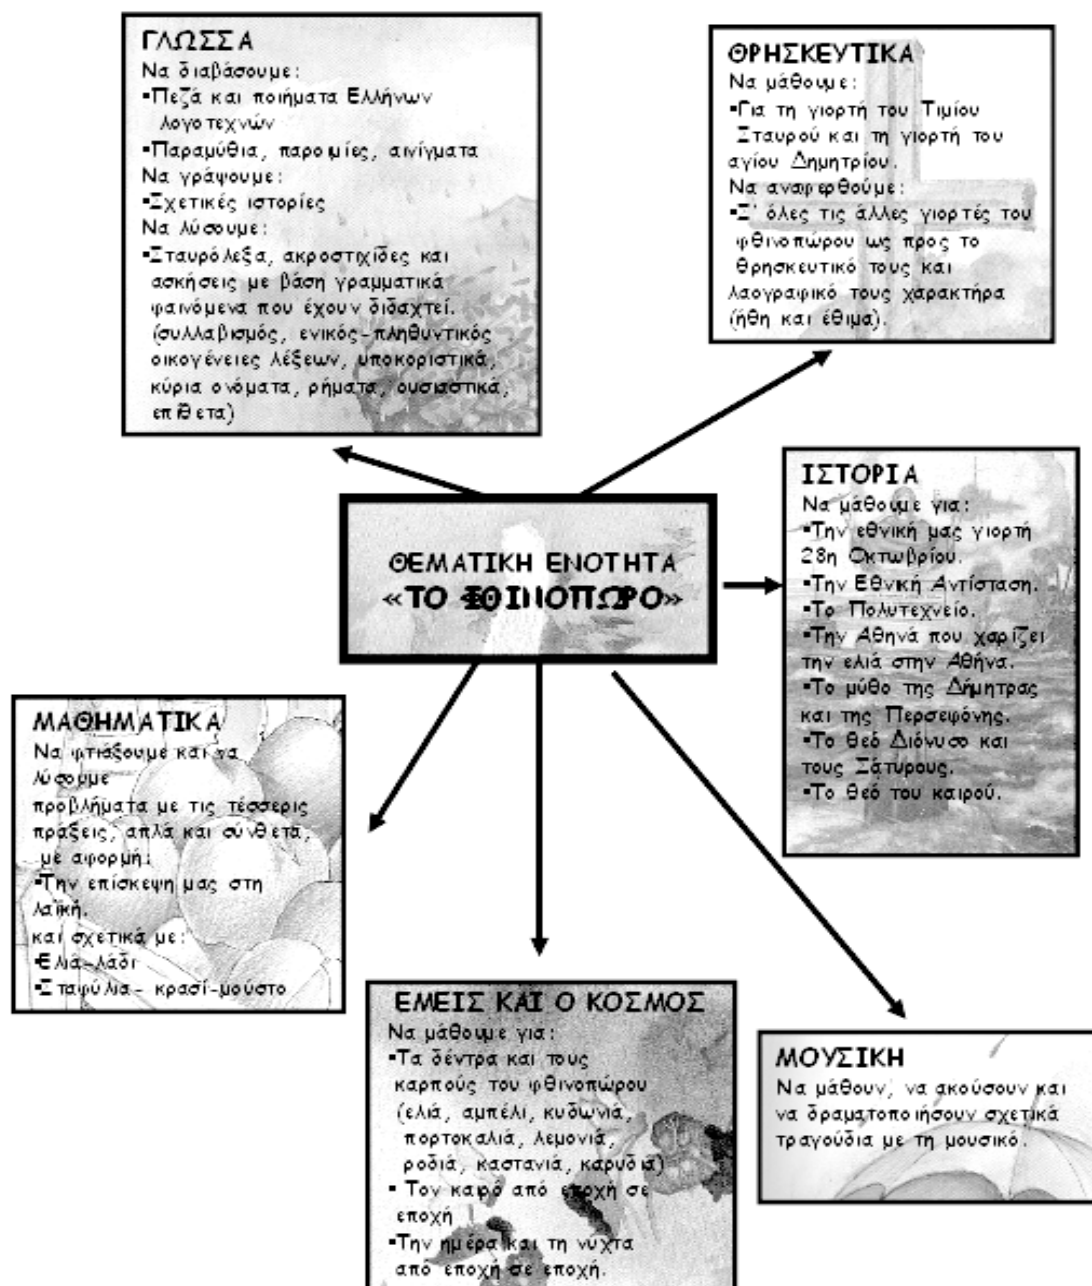 ΓΛΩΣΣΑ
Να διαβάσουμε:
▪Πεζά και ποιήματα Ελλήνων
λογοτεχνών
▪Παραμύθια, παροιμίες, αινίγματα
Να γράψουμε:
▪Σχετικές ιστορίες
Να λύσουμε:
▪Σταυρόλεξα, ακροστιχίδες και
ασκήσεις με βάση γραμματικά
φαινόμενα που έχουν διδαχτεί.
(συλλαβισμός, ενικός-πληθυντικός
οικογένειες λέξεων, υποκοριστικά,
κύρια ονόματα, ρήματα, ουσιαστικά,
επίθετα)
ΘΡΗΣΚΕΥΤΙΚΑ
Να μάθουμε:
▪Για τη γιορτή του Τιμίου
Σταυρού και τη γιορτή του
αγίου Δημητρίου.
Να αναφερθούμε:
▪Σ' όλες τις άλλες γιορτές του
φθινοπώρου ως προς το
θρησκευτικό τους και
λαογραφικό τους χαρακτήρα
(ήθη και έθιμα).
ΘΕΜΑΤΙΚΗ ΕΝΟΤΗΤΑ
«ΤΟ ΦΘΙΝΟΠΩΡΟ»
ΙΣΤΟΡΙΑ
Να μάθουμε για:
▪Την εθνική μας γιορτή
28η Οκτωβρίου.
▪Την Εθνική Αντίσταση.
▪Το Πολυτεχνείο.
▪Την Αθηνά που χαρίζει
την ελιά στην Αθήνα.
▪Το μύθο της Δήμητρας
και της Περσεφόνης.
▪Το θεό Διόνυσο και
τους Σάτυρους.
▪Το θεό του καιρού.
ΜΑΘΗΜΑΤΙΚΑ
Να φτιάξουμε και να
λύσουμε
προβλήματα με τις τέσσερις
πράξεις, απλά και σύνθετα,
με αφορμή:
▪Την επίσκεψη μας στη
λαϊκή.
και σχετικά με:
▪Ελιά-λάδι
▪Σταφύλια- κρασί-μούστο
ΕΜΕΙΣ ΚΑΙ Ο ΚΟΣΜΟΣ
Να μάθουμε για:
▪Τα δέντρα και τους
καρπούς του φθινοπώρου
(ελιά, αμπέλι, κυδωνιά,
πορτοκαλιά, λεμονιά,
ροδιά, καστανιά, καρυδιά)
▪ Τον καιρό από εποχή σε
εποχή
▪Την ημέρα και τη νύχτα
από εποχή σε εποχή.
ΜΟΥΣΙΚΗ
Να μάθουν, να ακούσουν και
να δραματοποιήσουν σχετικά
τραγούδια με τη μουσικό.